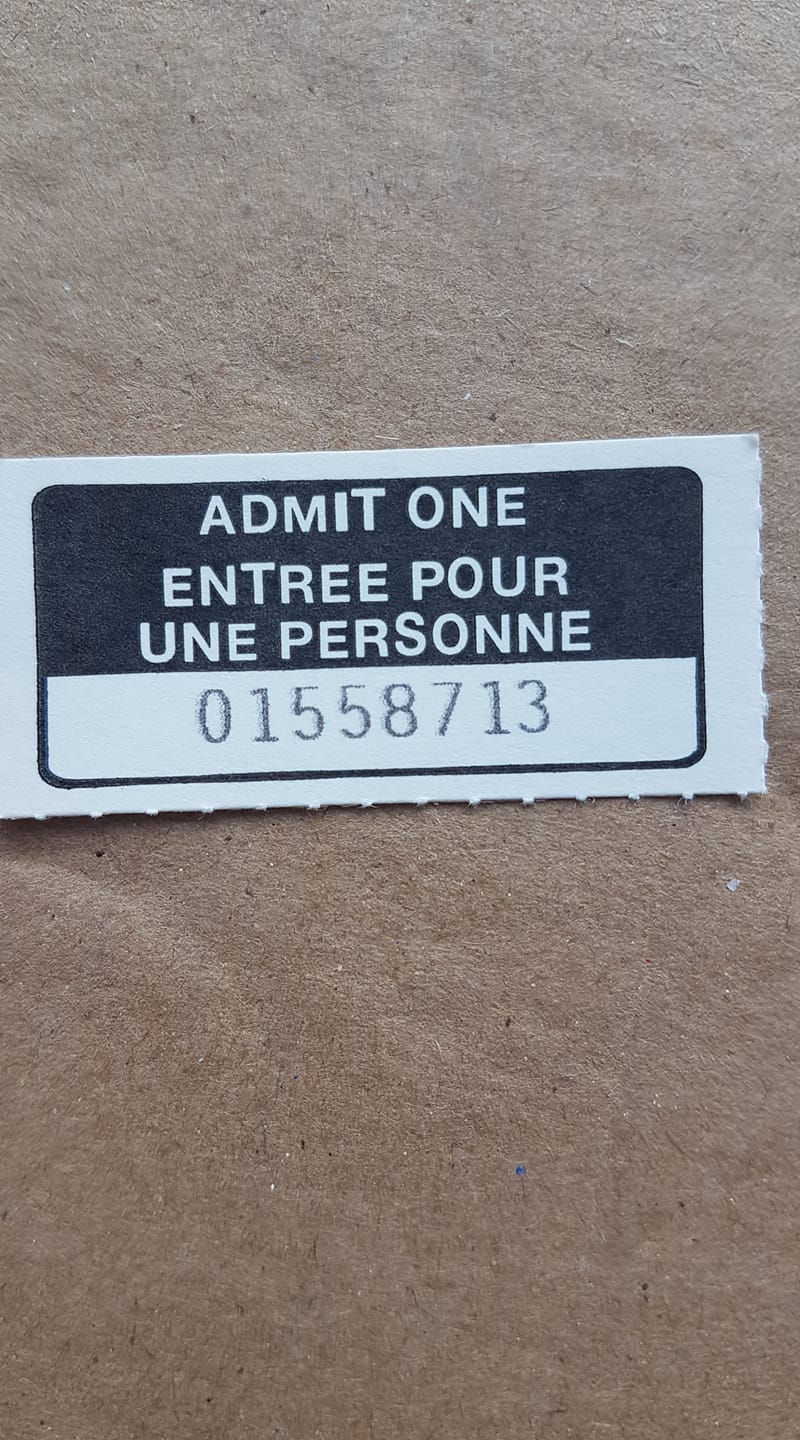 ADMIT ONE
ENTREE POUR
UNE PERSONNE
01558713